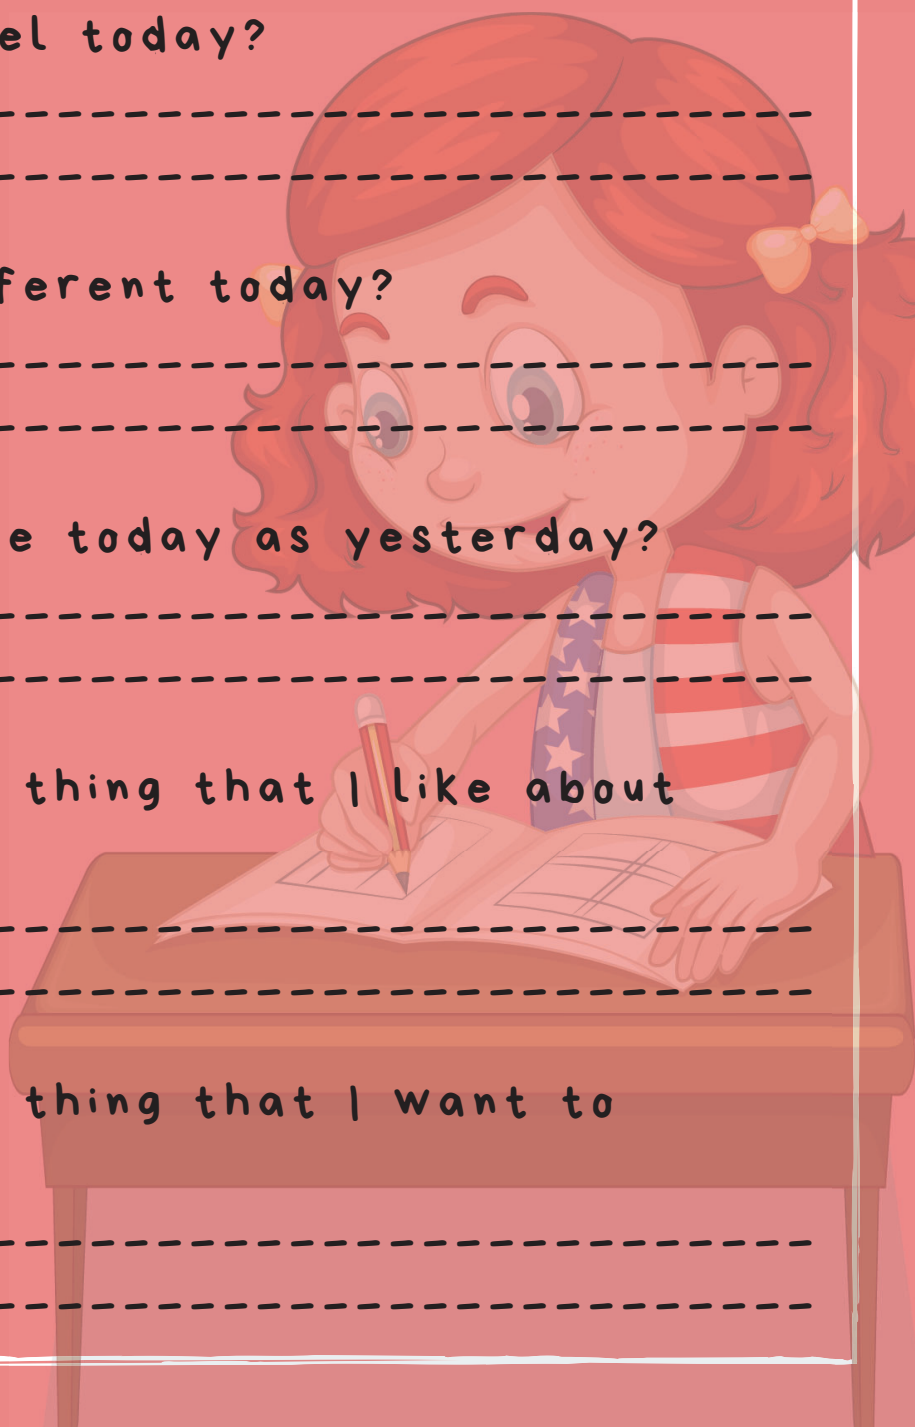 el today?
ferent today?
e today as yesterday?
thing that I like about
thing that I want to